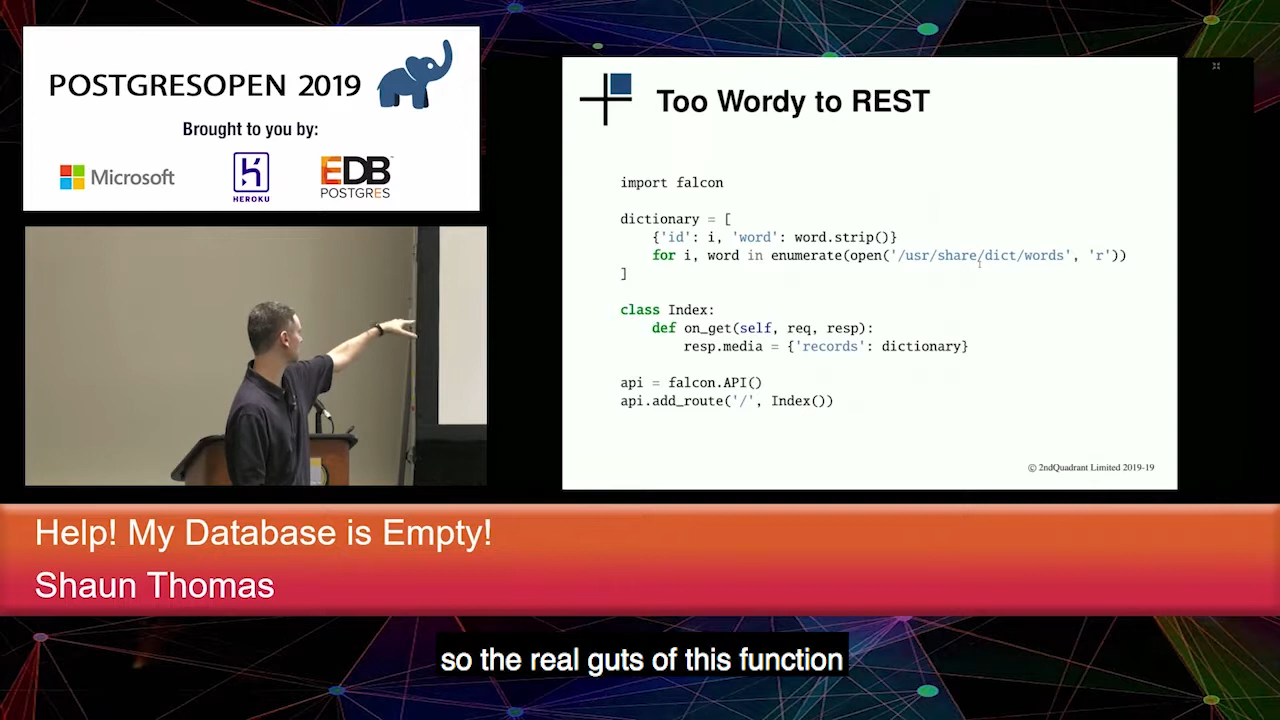 POSTGRESOPEN 2019
Brought to you by:
Microsoft
HEROKU
EDB
POSTGRES
Too Wordy to REST
import falcon
dictionary = [
    {'id': i, 'word': word.strip()}
    for i, word in enumerate(open('/usr/share/dict/words', 'r'))
]
class Index:
    def on_get(self, req, resp):
        resp.media = {'records': dictionary}
api = falcon.API()
api.add_route('/', Index())
© 2ndQuadrant Limited 2019-19
Help! My Database is Empty!
Shaun Thomas
so the real guts of this function